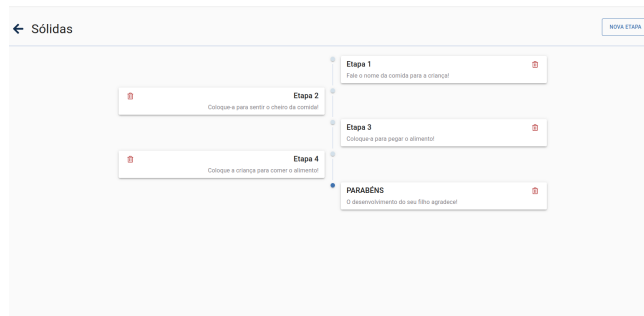 Sólidas
NOVA ETAPA
Etapa 1
Fale o nome da comida para a criança!
Etapa 2
Coloque-a para sentir o cheiro da comida!
Etapa 3
Coloque-a para pegar o alimento!
Etapa 4
Coloque a criança para comer o alimento!
PARABÉNS
O desenvolvimento do seu filho agradece!